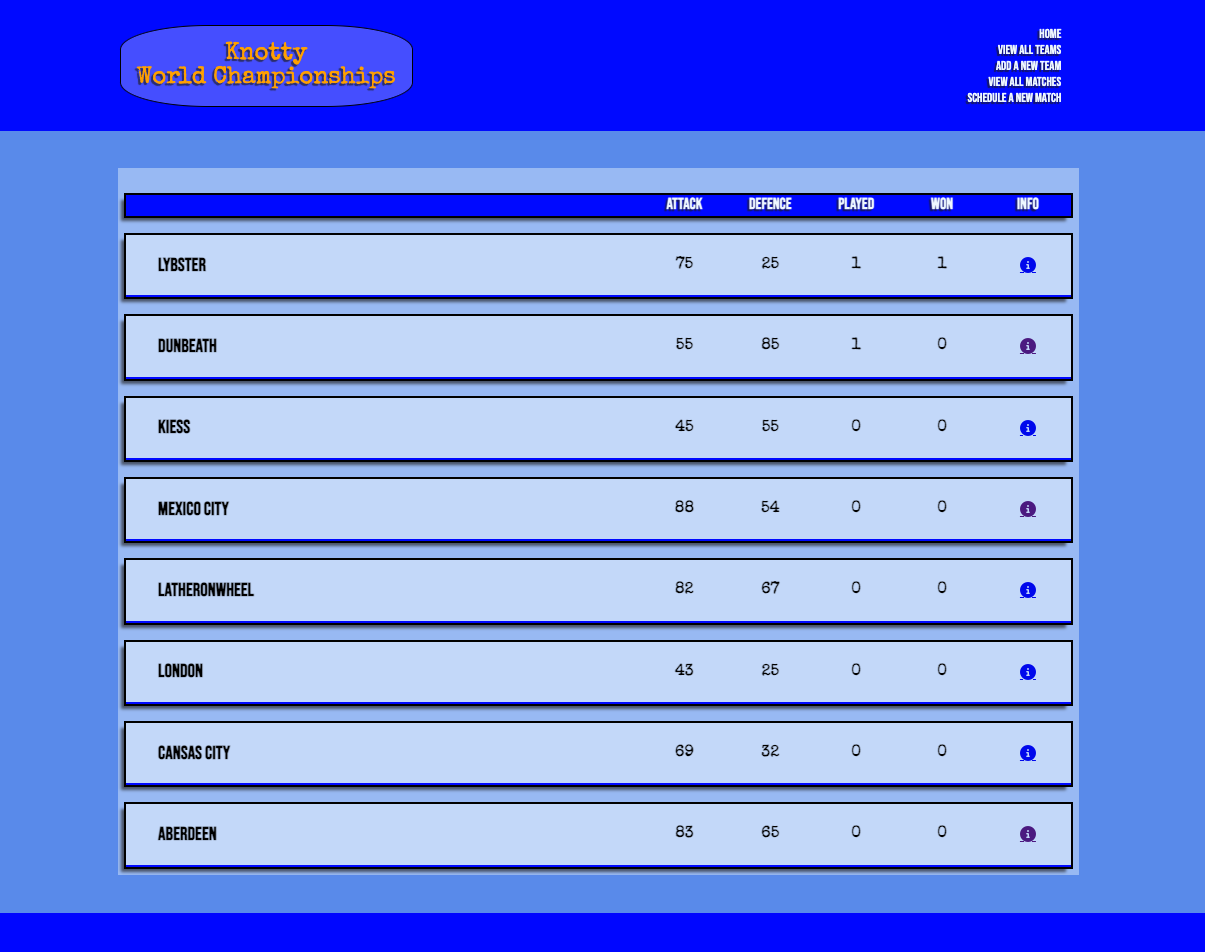 Knotty
World Championships
HOME
VIEW ALL TEAMS
ADD A NEW TEAM
VIEW ALL MATCHES
SCHEDULE A NEW MATCH
ATTACK DEFENCE PLAYED WON INFO
LYBSTER 75 25 1 1
DUNBEATH 55 85 1 0
KIESS 45 55 0 0
MEXICO CITY 88 54 0 0
LATHERONWHEEL 82 67 0 0
LONDON 43 25 0 0
CANSAS CITY 69 32 0 0
ABERDEEN 83 65 0 0